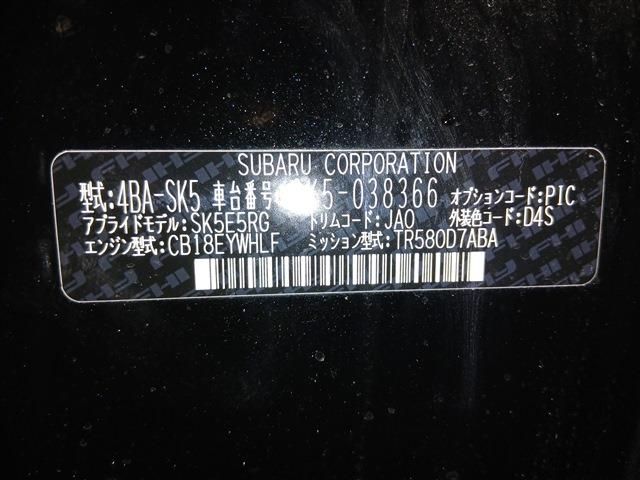 SUBARU CORPORATION
型式:4BA-SK5 車台番号 5-038366 オプションコード:PIC
アプライドモデル:SK5E5RG トリムコード:JAO 外装色コード:D4S
エンジン型式:CB18EYWHLF ミッション型式:TR580D7ABA